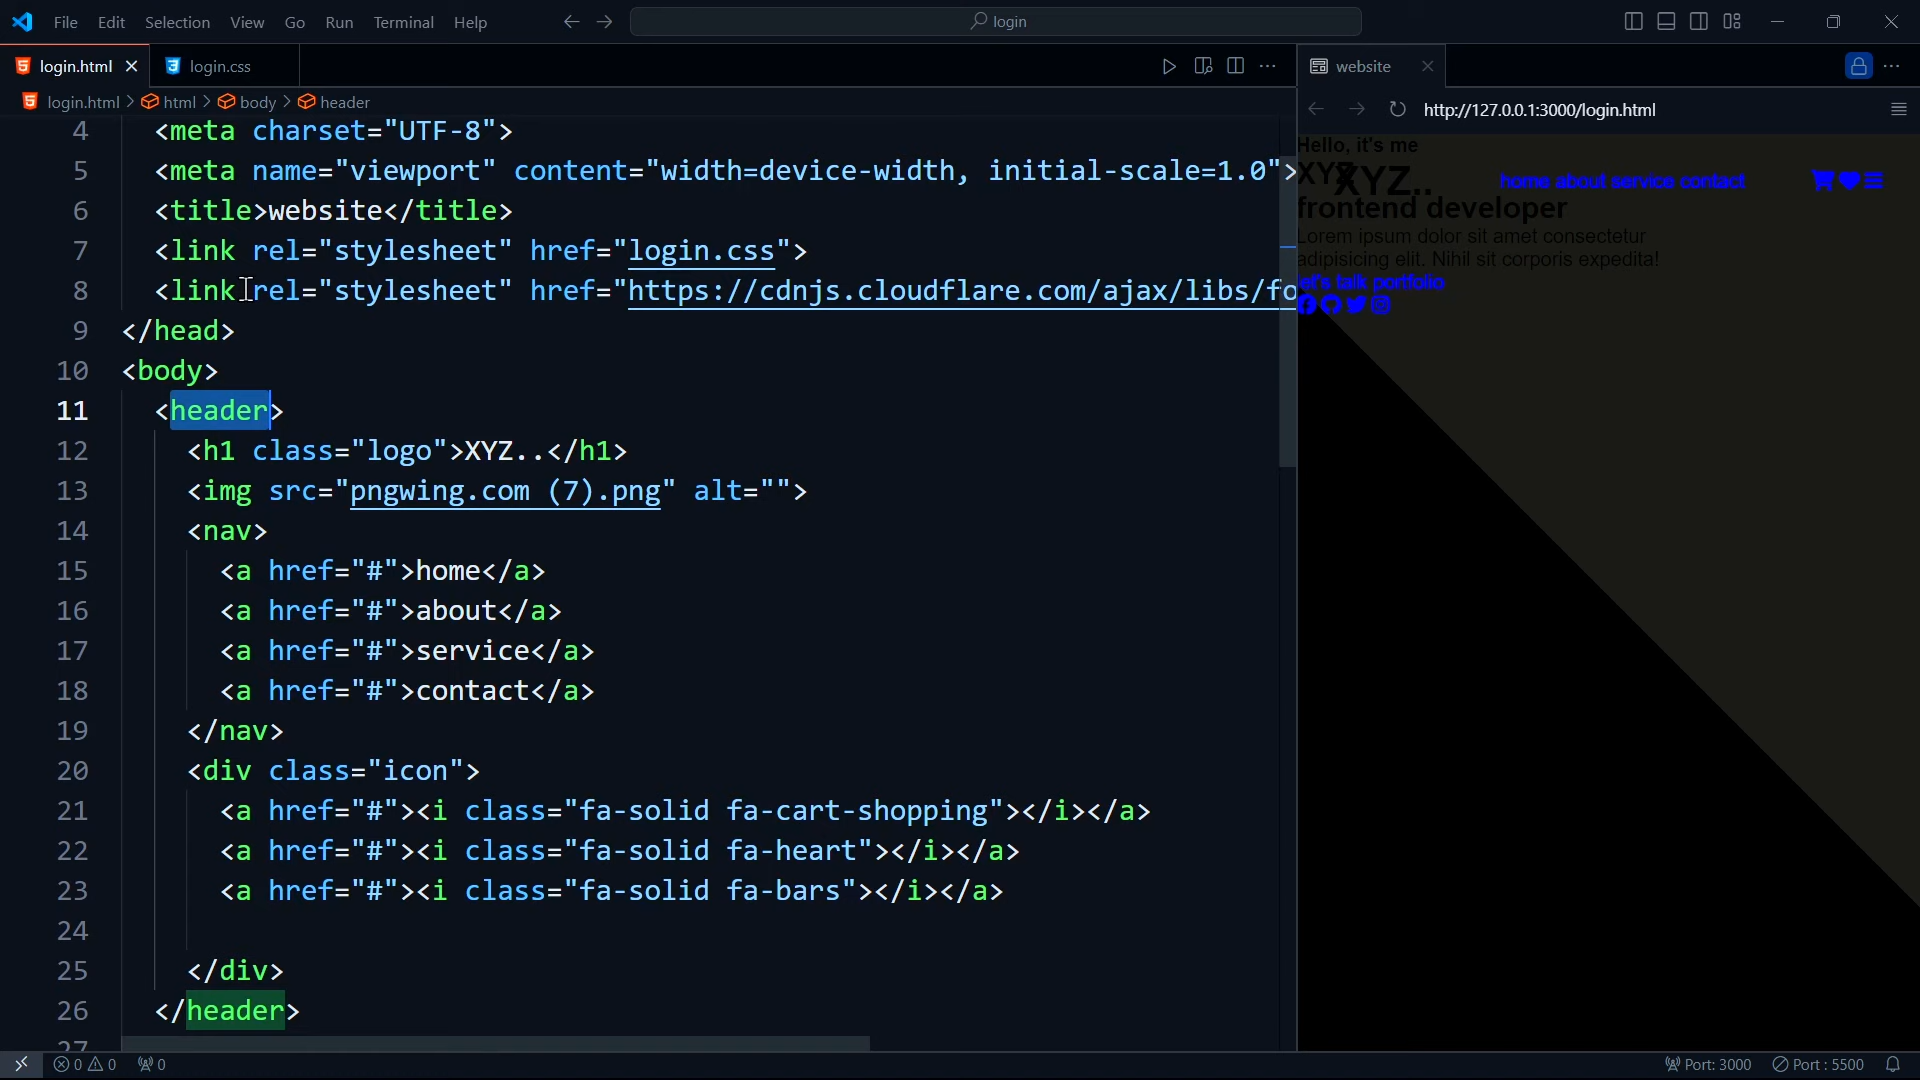 File Edit Selection View Go Run Terminal Help login
login.html login.css website
login.html > html > body > header
http://127.0.0.1:3000/login.html
4 <meta charset="UTF-8">
5 <meta name="viewport" content="width=device-width, initial-scale=1.0">
6 <title>website</title>
7 <link rel="stylesheet" href="login.css">
8 <link rel="stylesheet" href="https://cdnjs.cloudflare.com/ajax/libs/fo
9 </head>
10 <body>
11 <header>
12 <h1 class="logo">XYZ..</h1>
13 <img src="pngwing.com (7).png" alt="">
14 <nav>
15 <a href="#">home</a>
16 <a href="#">about</a>
17 <a href="#">service</a>
18 <a href="#">contact</a>
19 </nav>
20 <div class="icon">
21 <a href="#"><i class="fa-solid fa-cart-shopping"></i></a>
22 <a href="#"><i class="fa-solid fa-heart"></i></a>
23 <a href="#"><i class="fa-solid fa-bars"></i></a>
24
25 </div>
26 </header>
27
Hello, it's me
XYZ
XYZ.. home about service contact
frontend developer
Lorem ipsum dolor sit amet consectetur
adipisicing elit. Nihil sit corporis expedita!
let's talk portfolio
0 0 0 Port: 3000 Port : 5500